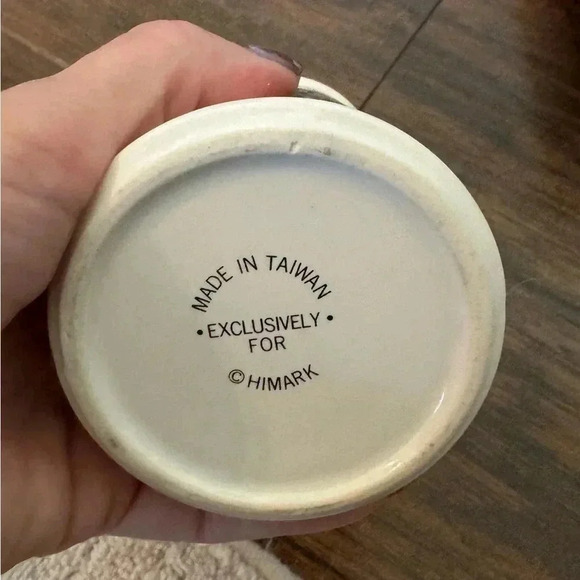 MADE IN TAIWAN
• EXCLUSIVELY •
FOR
© HIMARK